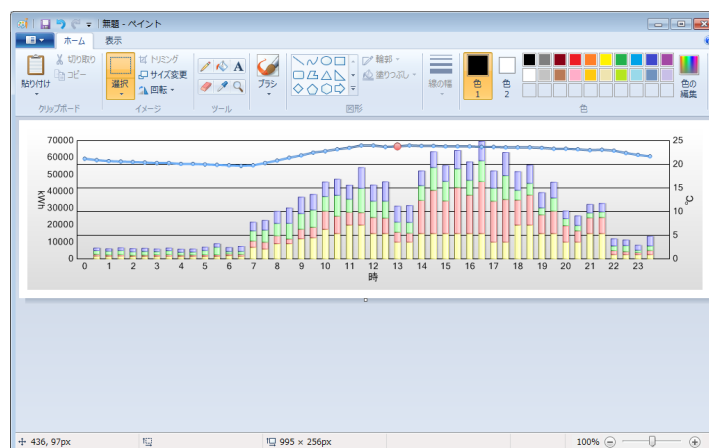 無題 - ペイント
ホーム 表示
貼り付け 切り取り コピー
選択 トリミング サイズ変更 回転
A
ブラシ
輪郭 塗りつぶし
線の幅
色 1
色 2
色の編集
クリップボード イメージ ツール 図形 色
70000
60000
50000
40000
30000
20000
10000
0
kWh
25
20
15
10
5
0
℃
0 1 2 3 4 5 6 7 8 9 10 11 12 13 14 15 16 17 18 19 20 21 22 23
時
436, 97px 995 × 256px 100%